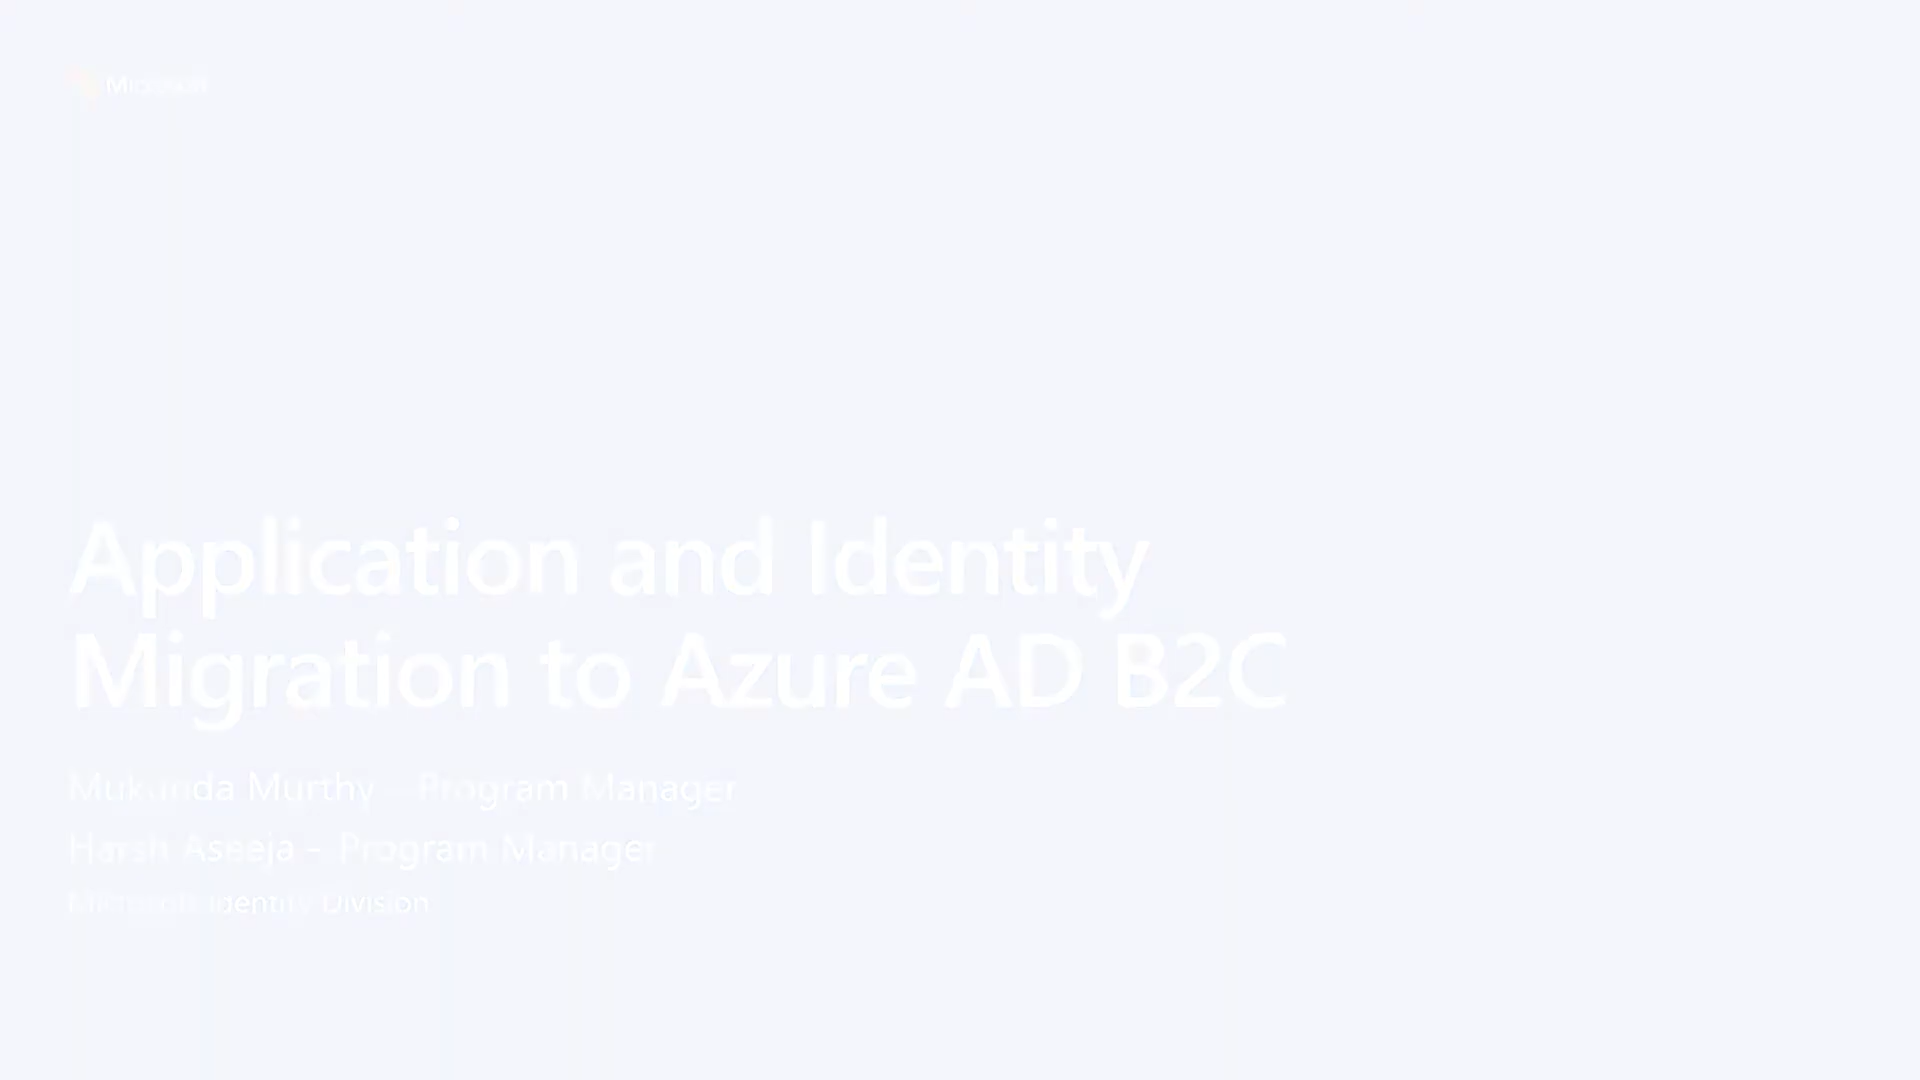 Microsoft
Application and Identity
Migration to Azure AD B2C
Mukunda Murthy – Program Manager
Harsh Aseeja – Program Manager
Microsoft Identity Division